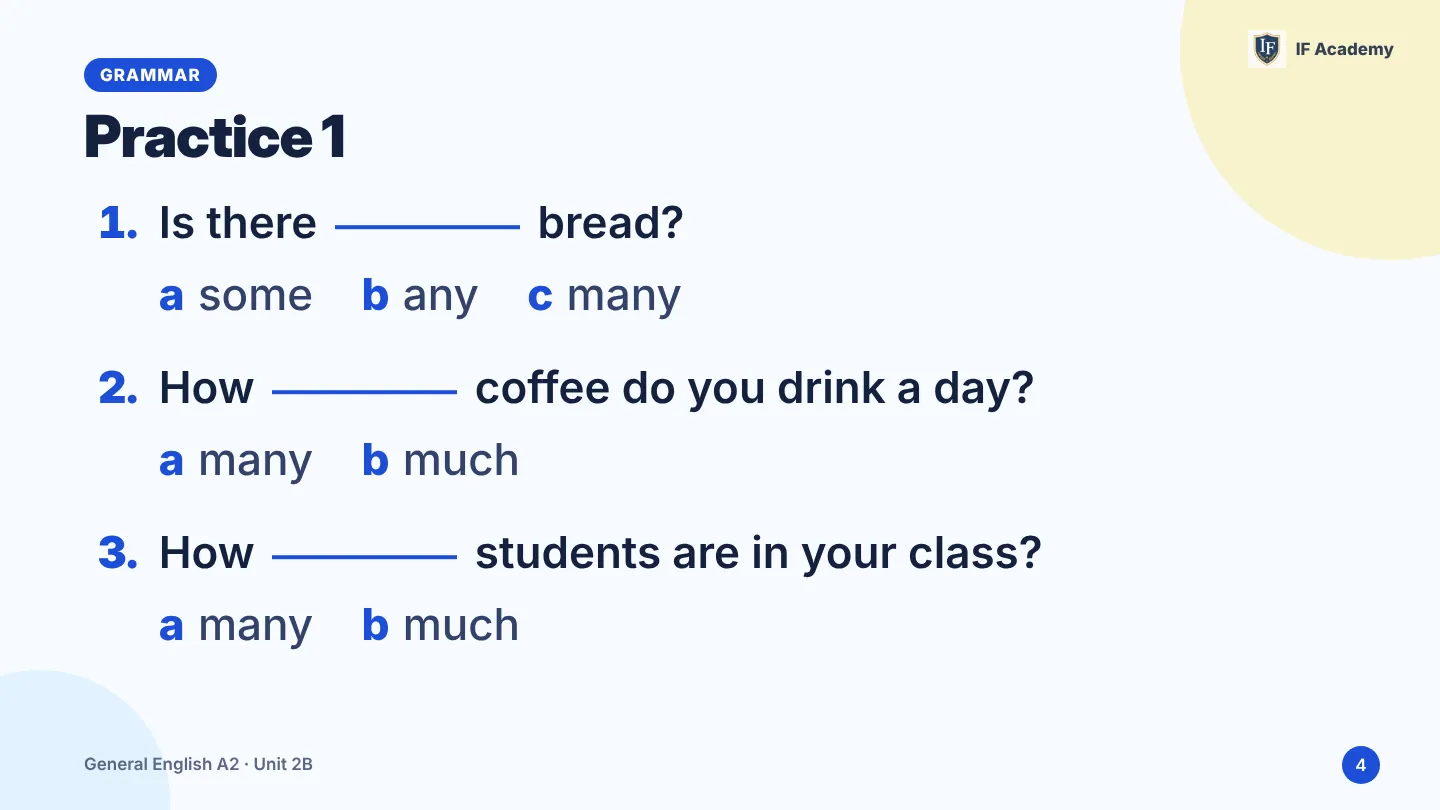 IF
IF Academy
GRAMMAR
Practice 1
1. Is there ________ bread?
a some b any c many
2. How ________ coffee do you drink a day?
a many b much
3. How ________ students are in your class?
a many b much
General English A2 · Unit 2B
4